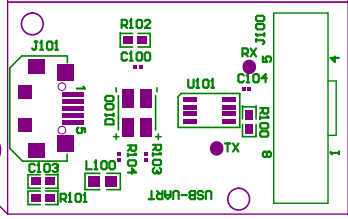 R102
J100
J101
RX
C100
5
4
C104
U101
1
D100
- -
R100
5
+ +
TX
R104
R103
8
1
C103
L100
R101
USB-UART